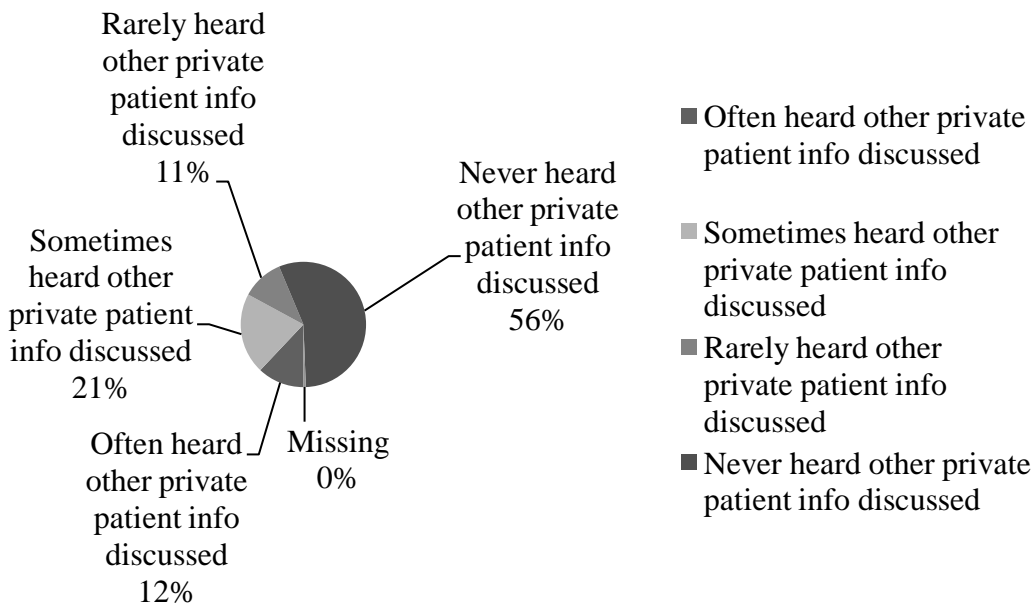 Rarely heard
other private
patient info
discussed
11%
Never heard
other private
patient info
discussed
56%
Sometimes
heard other
private patient
info discussed
21%
Often heard
other private
patient info
discussed
12%
Missing
0%
Often heard other private
patient info discussed
Sometimes heard other
private patient info
discussed
Rarely heard other
private patient info
discussed
Never heard other private
patient info discussed